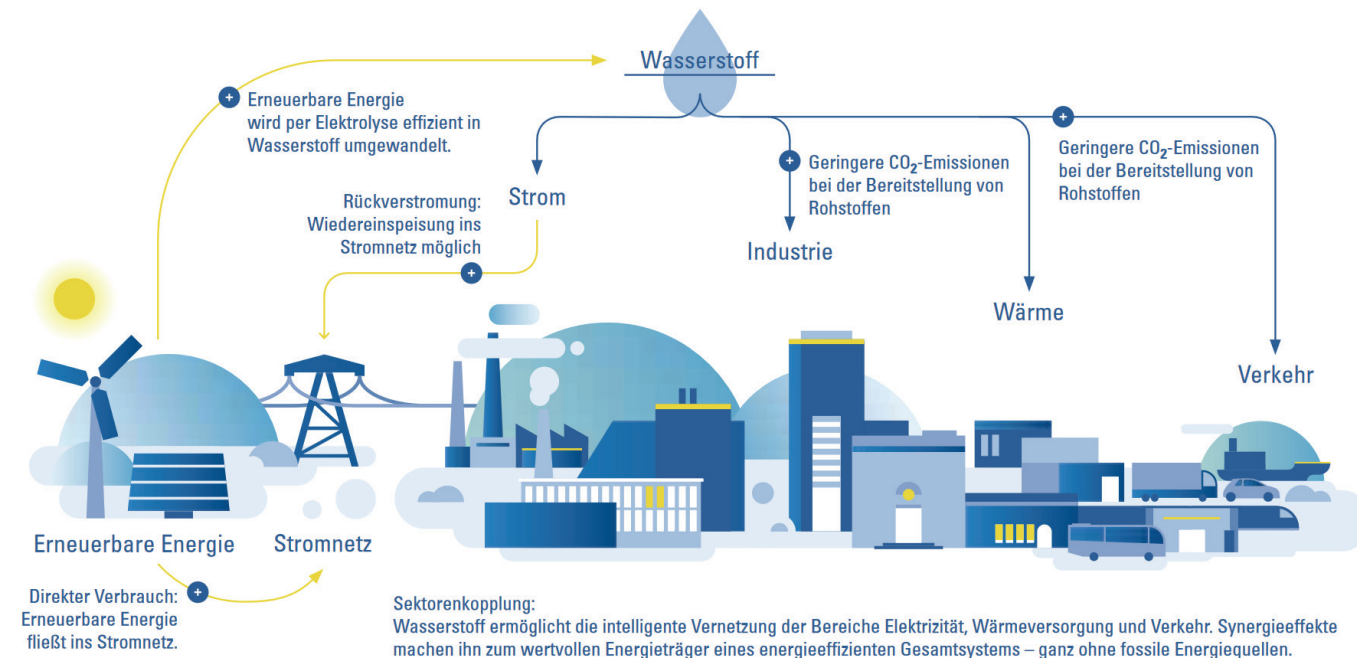 Wasserstoff
Erneuerbare Energie
wird per Elektrolyse effizient in
Wasserstoff umgewandelt.
Geringere CO₂-Emissionen
bei der Bereitstellung von
Rohstoffen
Geringere CO₂-Emissionen
bei der Bereitstellung von
Rohstoffen
Rückverstromung:
Wiedereinspeisung ins
Stromnetz möglich
Strom
Industrie
Wärme
Verkehr
Erneuerbare Energie
Stromnetz
Direkter Verbrauch:
Erneuerbare Energie
fließt ins Stromnetz.
Sektorenkopplung:
Wasserstoff ermöglicht die intelligente Vernetzung der Bereiche Elektrizität, Wärmeversorgung und Verkehr. Synergieeffekte
machen ihn zum wertvollen Energieträger eines energieeffizienten Gesamtsystems – ganz ohne fossile Energiequellen.